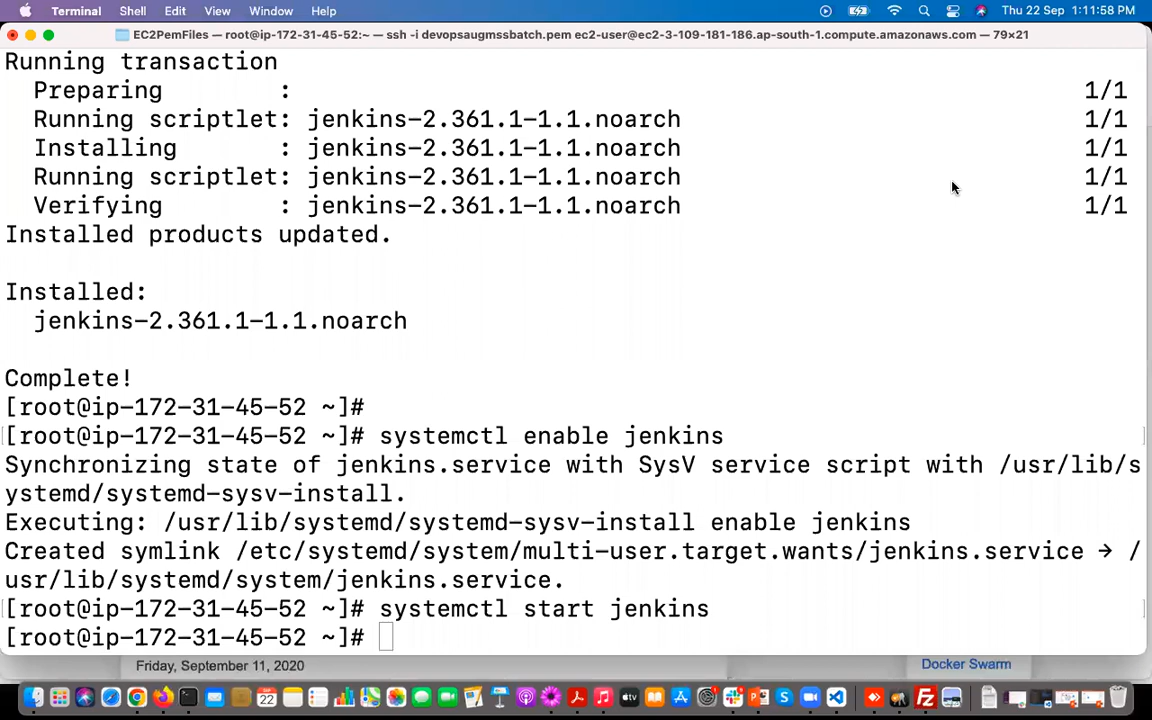 Terminal Shell Edit View Window Help Thu 22 Sep 1:11:58 PM
EC2PemFiles — root@ip-172-31-45-52:~ — ssh -i devopsaugmssbatch.pem ec2-user@ec2-3-109-181-186.ap-south-1.compute.amazonaws.com — 79×21
Running transaction
Preparing : 1/1
Running scriptlet: jenkins-2.361.1-1.1.noarch 1/1
Installing : jenkins-2.361.1-1.1.noarch 1/1
Running scriptlet: jenkins-2.361.1-1.1.noarch 1/1
Verifying : jenkins-2.361.1-1.1.noarch 1/1
Installed products updated.
Installed:
jenkins-2.361.1-1.1.noarch
Complete!
[root@ip-172-31-45-52 ~]#
[root@ip-172-31-45-52 ~]# systemctl enable jenkins
Synchronizing state of jenkins.service with SysV service script with /usr/lib/s
ystemd/systemd-sysv-install.
Executing: /usr/lib/systemd/systemd-sysv-install enable jenkins
Created symlink /etc/systemd/system/multi-user.target.wants/jenkins.service → /
usr/lib/systemd/system/jenkins.service.
[root@ip-172-31-45-52 ~]# systemctl start jenkins
[root@ip-172-31-45-52 ~]#
Friday, September 11, 2020 Docker Swarm